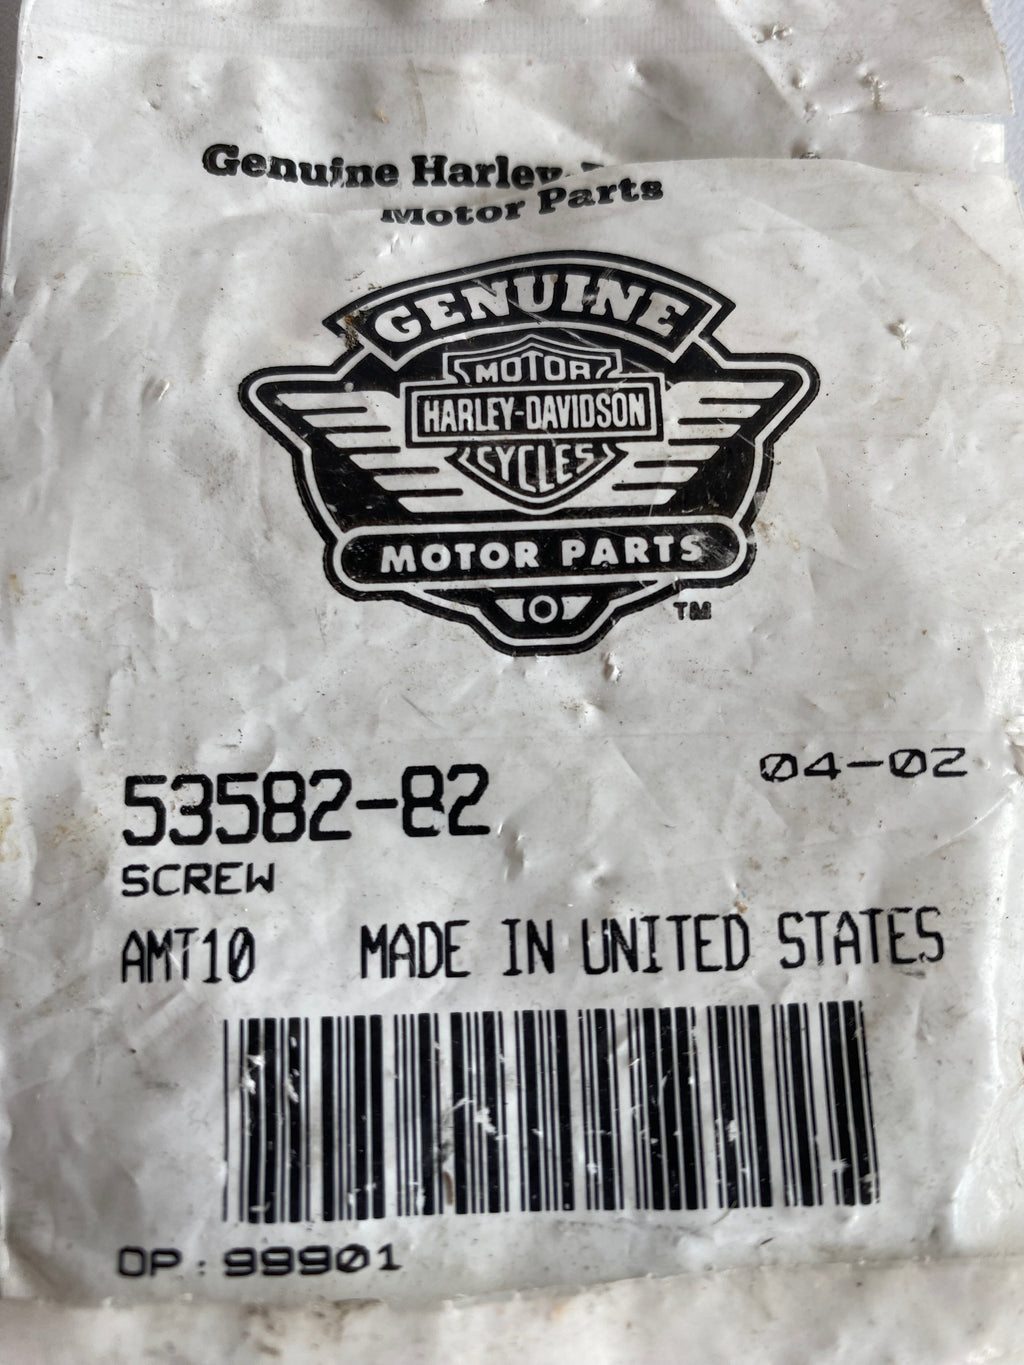 Genuine Harley-
Motor Parts
GENUINE
MOTOR
HARLEY-DAVIDSON
CYCLES
MOTOR PARTS
TM
53582-82
04-02
SCREW
AMT10 MADE IN UNITED STATES
OP: 99901